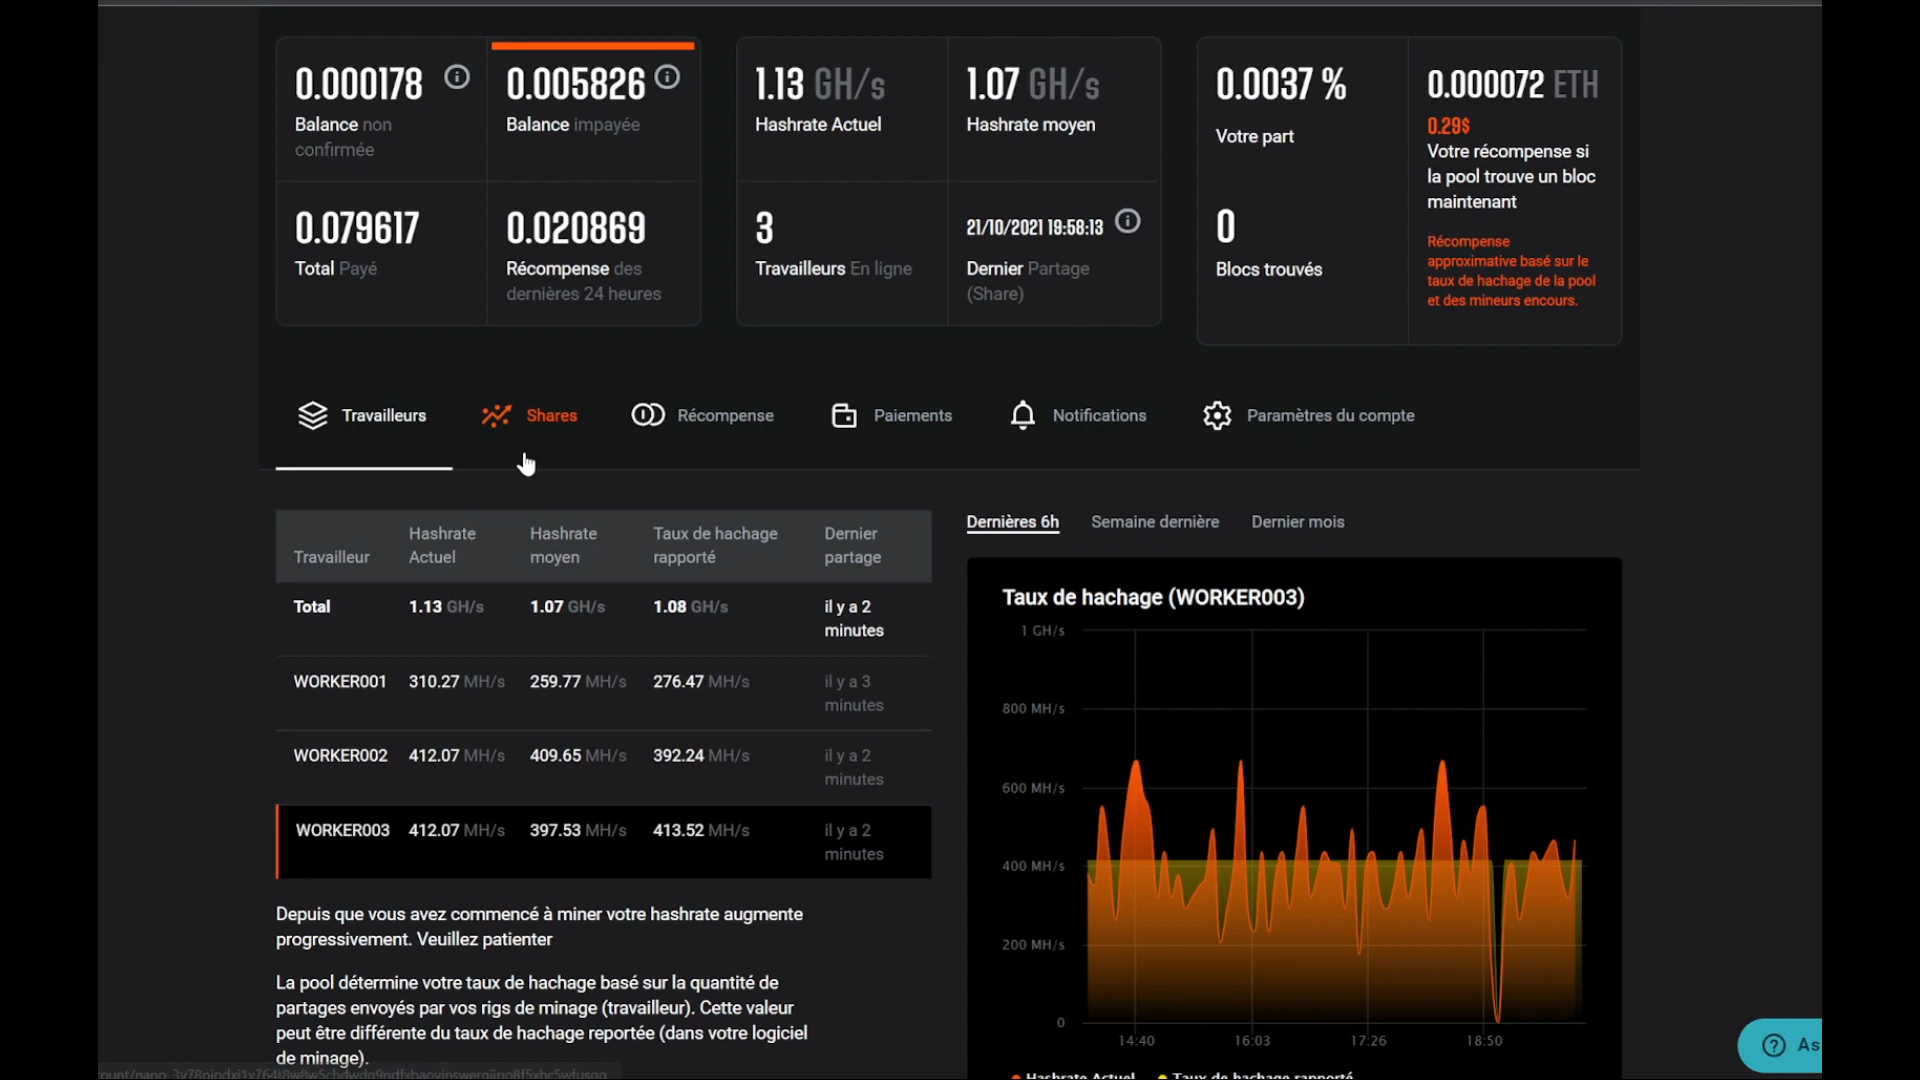 0.000178
Balance non
confirmée
0.005826
Balance impayée
0.079617
Total Payé
0.020869
Récompense des
dernières 24 heures
1.13 GH/s
Hashrate Actuel
1.07 GH/s
Hashrate moyen
3
Travailleurs En ligne
21/10/2021 19:58:13
Dernier Partage
(Share)
0.0037 %
Votre part
0
Blocs trouvés
0.000072 ETH
0.29$
Votre récompense si
la pool trouve un bloc
maintenant
Récompense
approximative basé sur le
taux de hachage de la pool
et des mineurs encours.
Travailleurs
Shares
Récompense
Paiements
Notifications
Paramètres du compte
Travailleur
Hashrate
Actuel
Hashrate
moyen
Taux de hachage
rapporté
Dernier
partage
Total 1.13 GH/s 1.07 GH/s 1.08 GH/s il y a 2
minutes
WORKER001 310.27 MH/s 259.77 MH/s 276.47 MH/s il y a 3
minutes
WORKER002 412.07 MH/s 409.65 MH/s 392.24 MH/s il y a 2
minutes
WORKER003 412.07 MH/s 397.53 MH/s 413.52 MH/s il y a 2
minutes
Depuis que vous avez commencé à miner votre hashrate augmente
progressivement. Veuillez patienter
La pool détermine votre taux de hachage basé sur la quantité de
partages envoyés par vos rigs de minage (travailleur). Cette valeur
peut être différente du taux de hachage reportée (dans votre logiciel
de minage).
Dernières 6h
Semaine dernière
Dernier mois
Taux de hachage (WORKER003)
1 GH/s
800 MH/s
600 MH/s
400 MH/s
200 MH/s
0
14:40
16:03
17:26
18:50
Hashrate Actuel
Taux de hachage rapporté
As